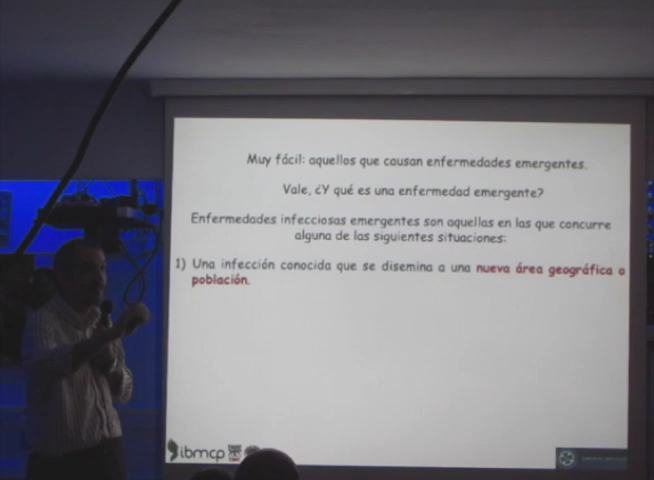 Muy fácil: aquellos que causan enfermedades emergentes.
Vale, ¿Y qué es una enfermedad emergente?
Enfermedades infecciosas emergentes son aquellas en las que concurre
alguna de las siguientes situaciones:
1) Una infección conocida que se disemina a una nueva área geográfica o
población.
ibmcp